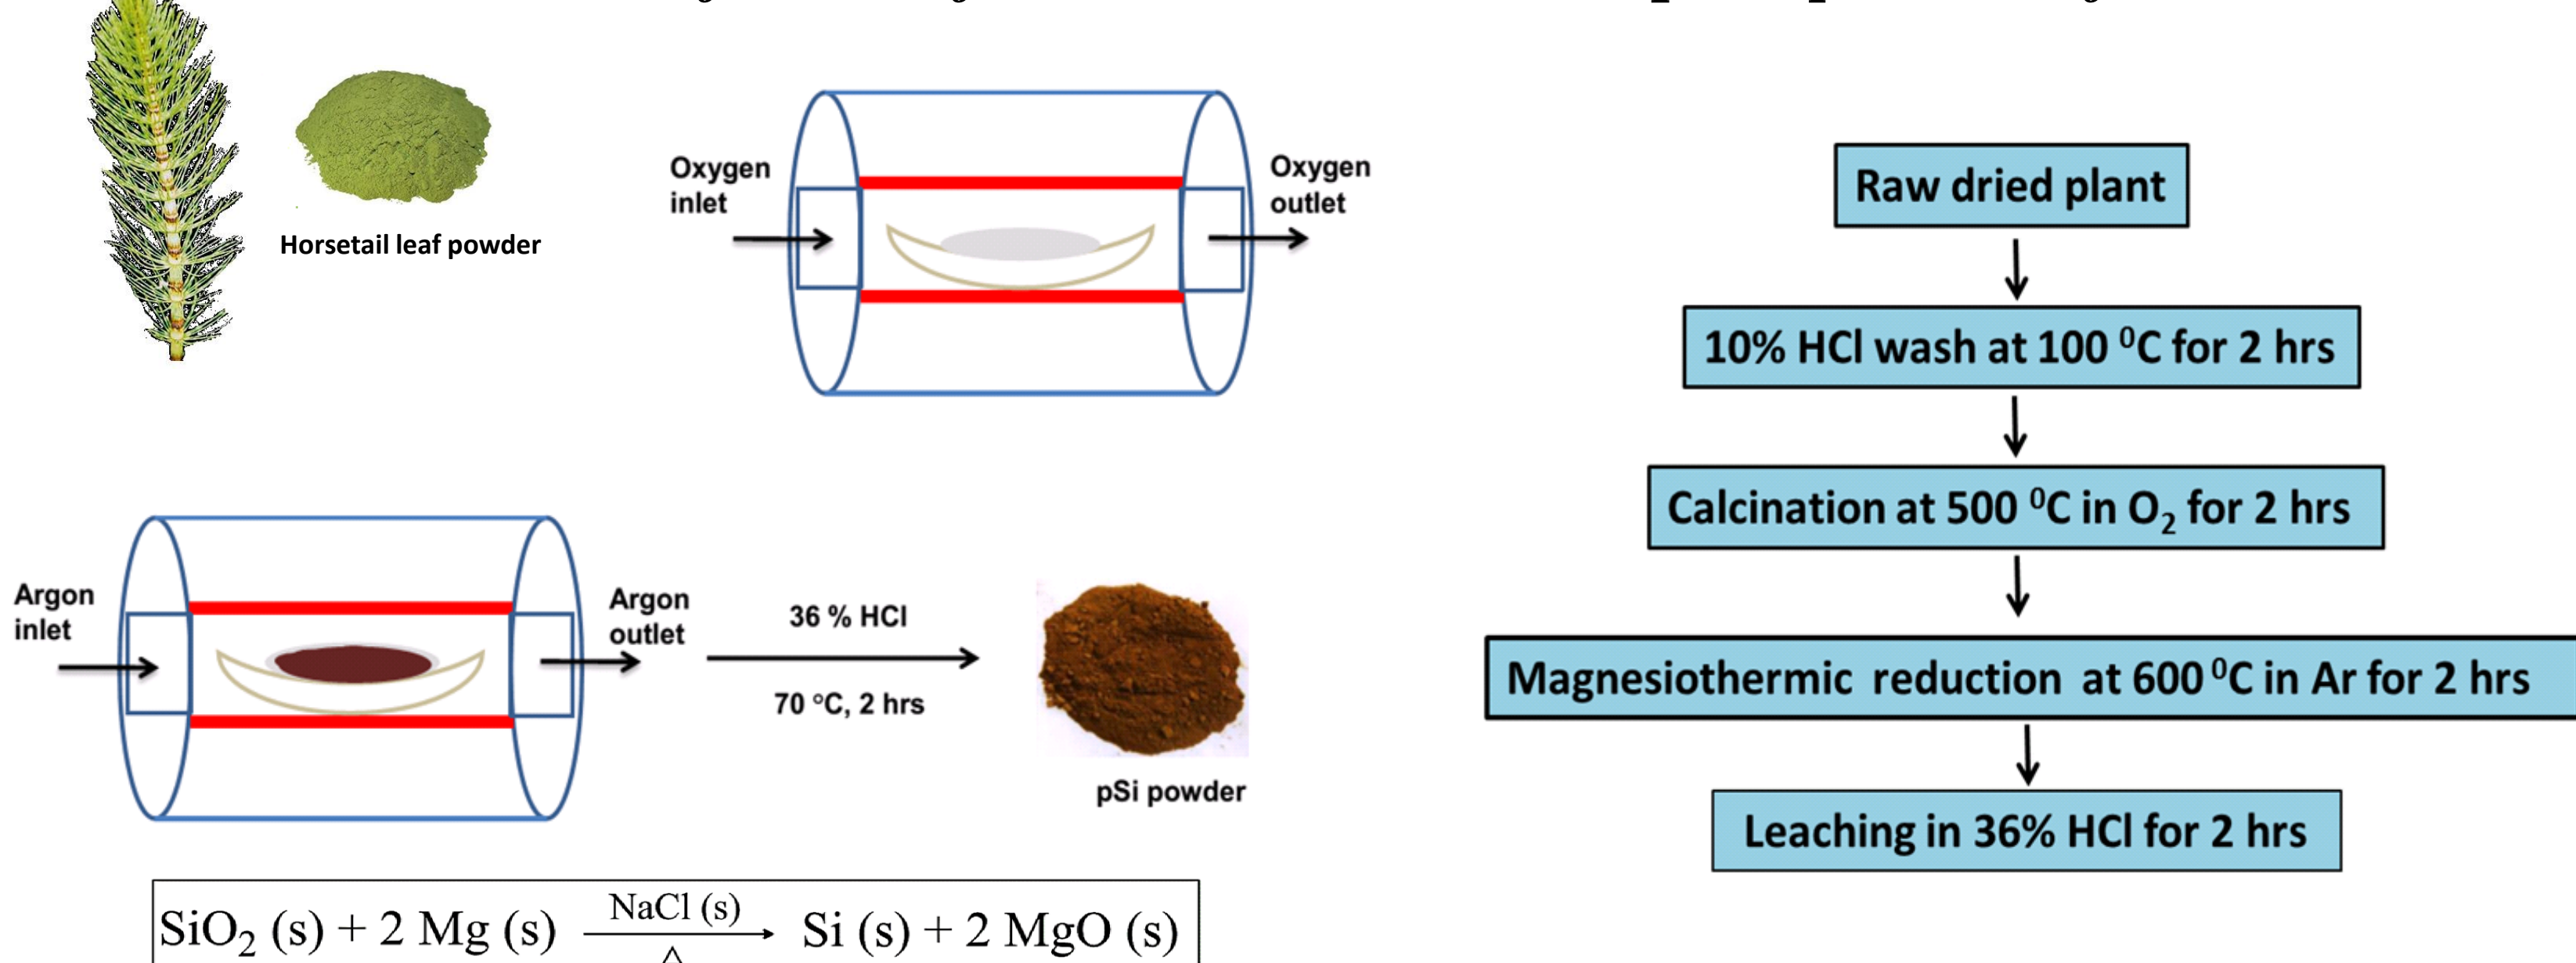 Horsetail leaf powder
Oxygen
inlet
Oxygen
outlet
Argon
inlet
Argon
outlet
36 % HCl
70 °C, 2 hrs
pSi powder
SiO₂ (s) + 2 Mg (s) NaCl (s) △ Si (s) + 2 MgO (s)
Raw dried plant
10% HCl wash at 100 ⁰C for 2 hrs
Calcination at 500 ⁰C in O₂ for 2 hrs
Magnesiothermic reduction at 600 ⁰C in Ar for 2 hrs
Leaching in 36% HCl for 2 hrs